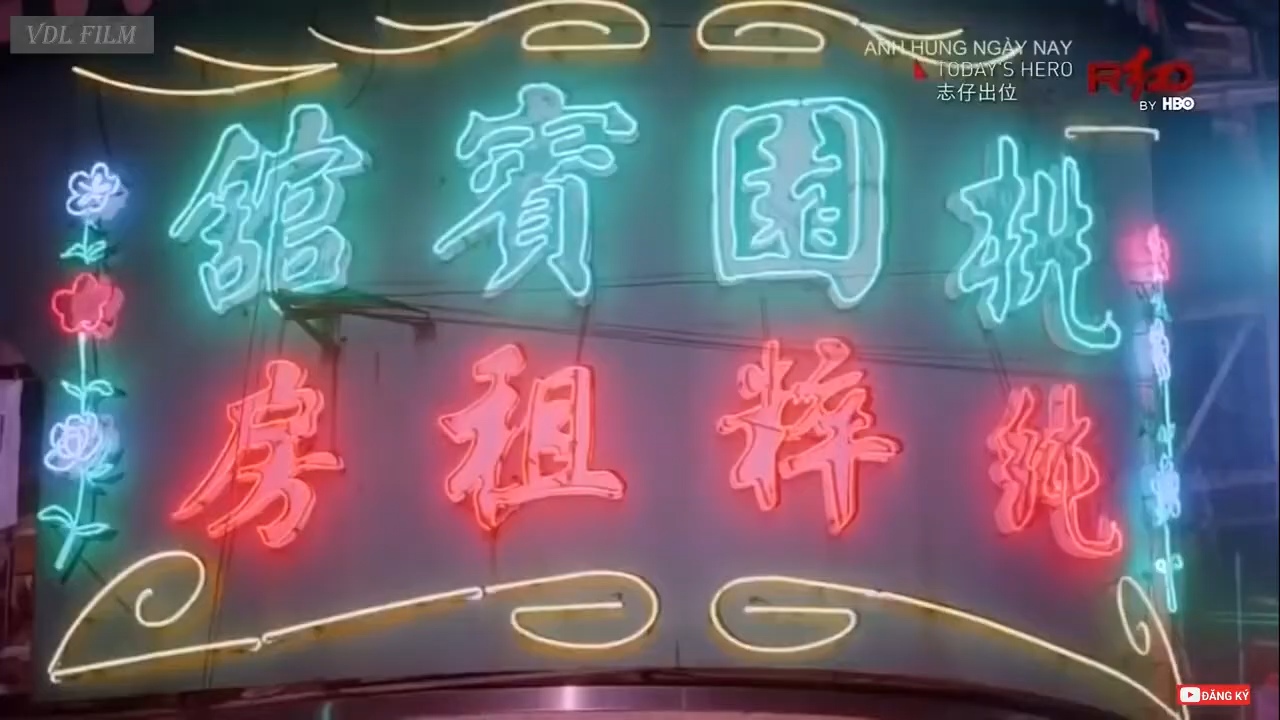 VDL FILM
ANH HÙNG NGÀY NAY
TODAY'S HERO
志仔出位
RED
BY HBO
桃園賓館
純粹租房
ĐĂNG KÝ